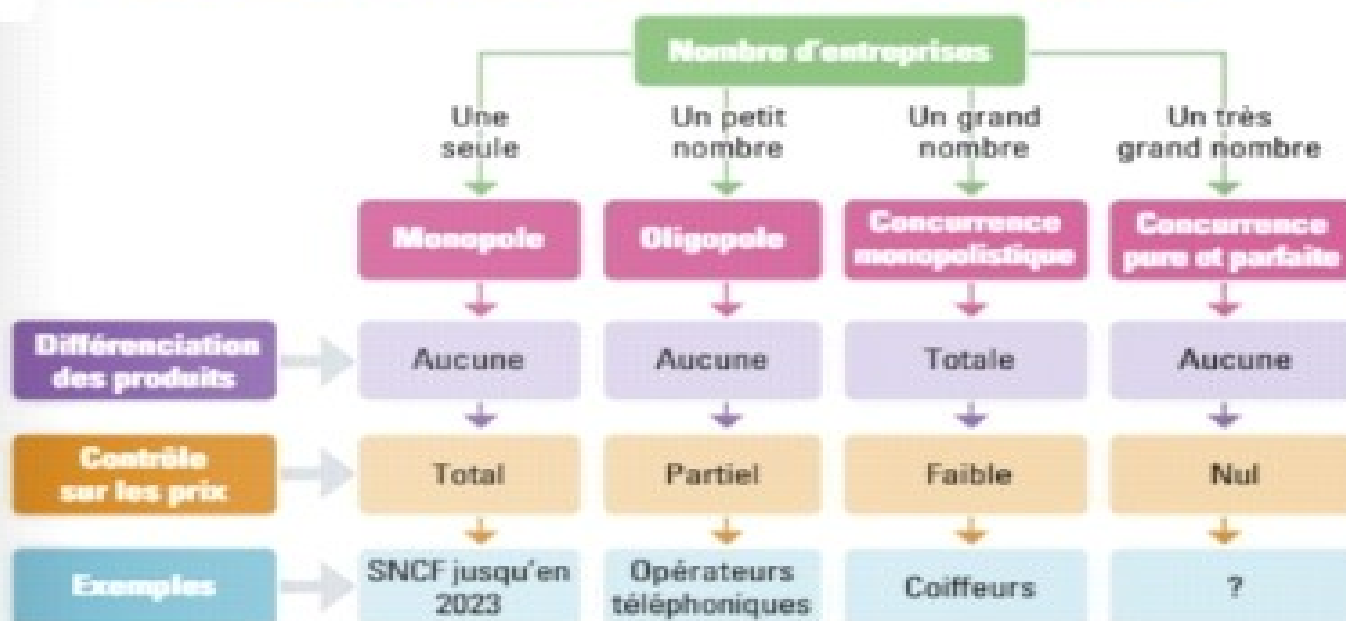 Nombre d'entreprises
Une
seule
Un petit
nombre
Un grand
nombre
Un très
grand nombre
Monopole
Oligopole
Concurrence
monopolistique
Concurrence
pure et parfaite
Différenciation
des produits
Aucune
Aucune
Totale
Aucune
Contrôle
sur les prix
Total
Partiel
Faible
Nul
Exemples
SNCF jusqu'en
2023
Opérateurs
téléphoniques
Coiffeurs
?